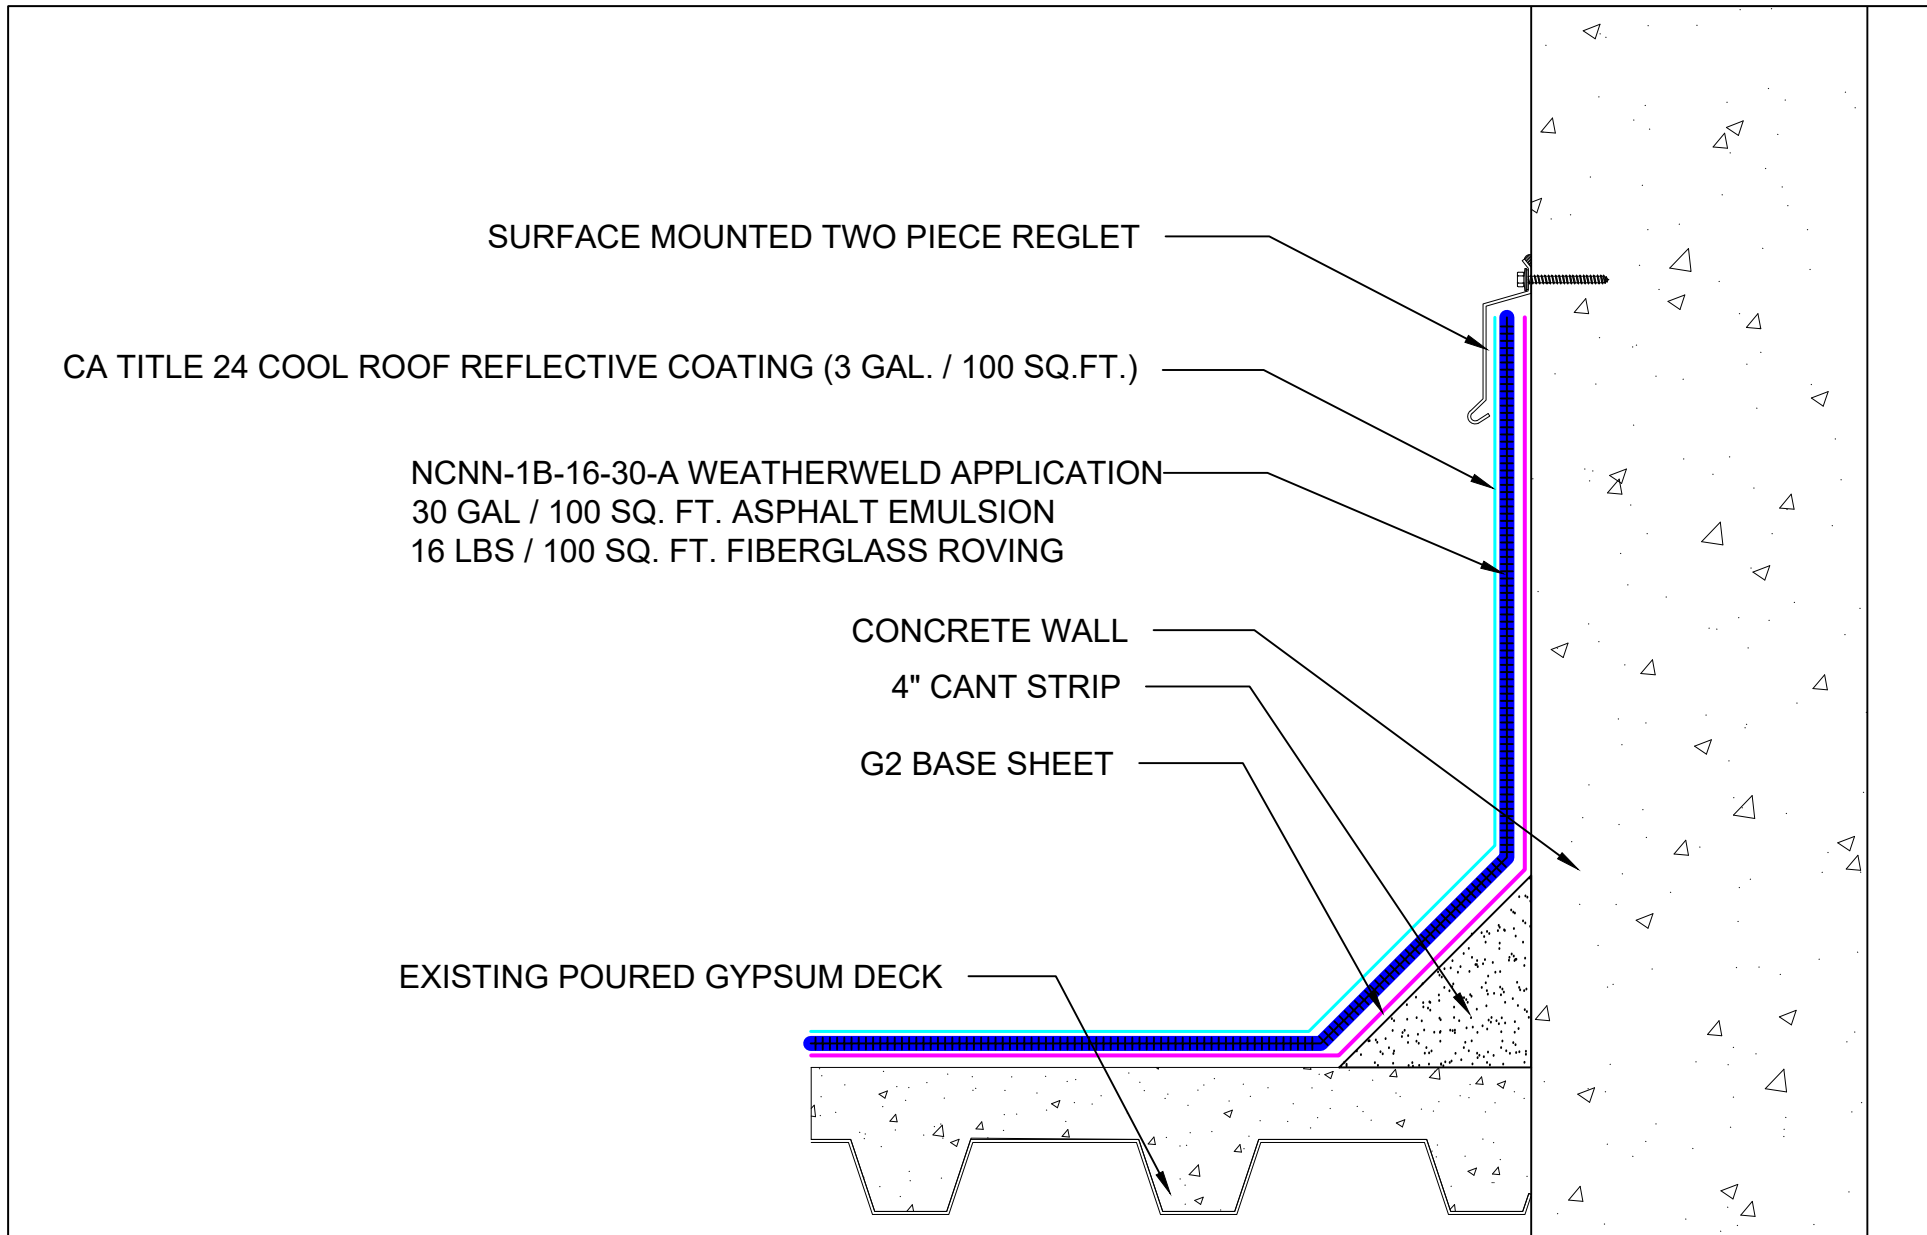 SURFACE MOUNTED TWO PIECE REGLET
CA TITLE 24 COOL ROOF REFLECTIVE COATING (3 GAL. / 100 SQ.FT.)
NCNN-1B-16-30-A WEATHERWELD APPLICATION
30 GAL / 100 SQ. FT. ASPHALT EMULSION
16 LBS / 100 SQ. FT. FIBERGLASS ROVING
CONCRETE WALL
4" CANT STRIP
G2 BASE SHEET
EXISTING POURED GYPSUM DECK